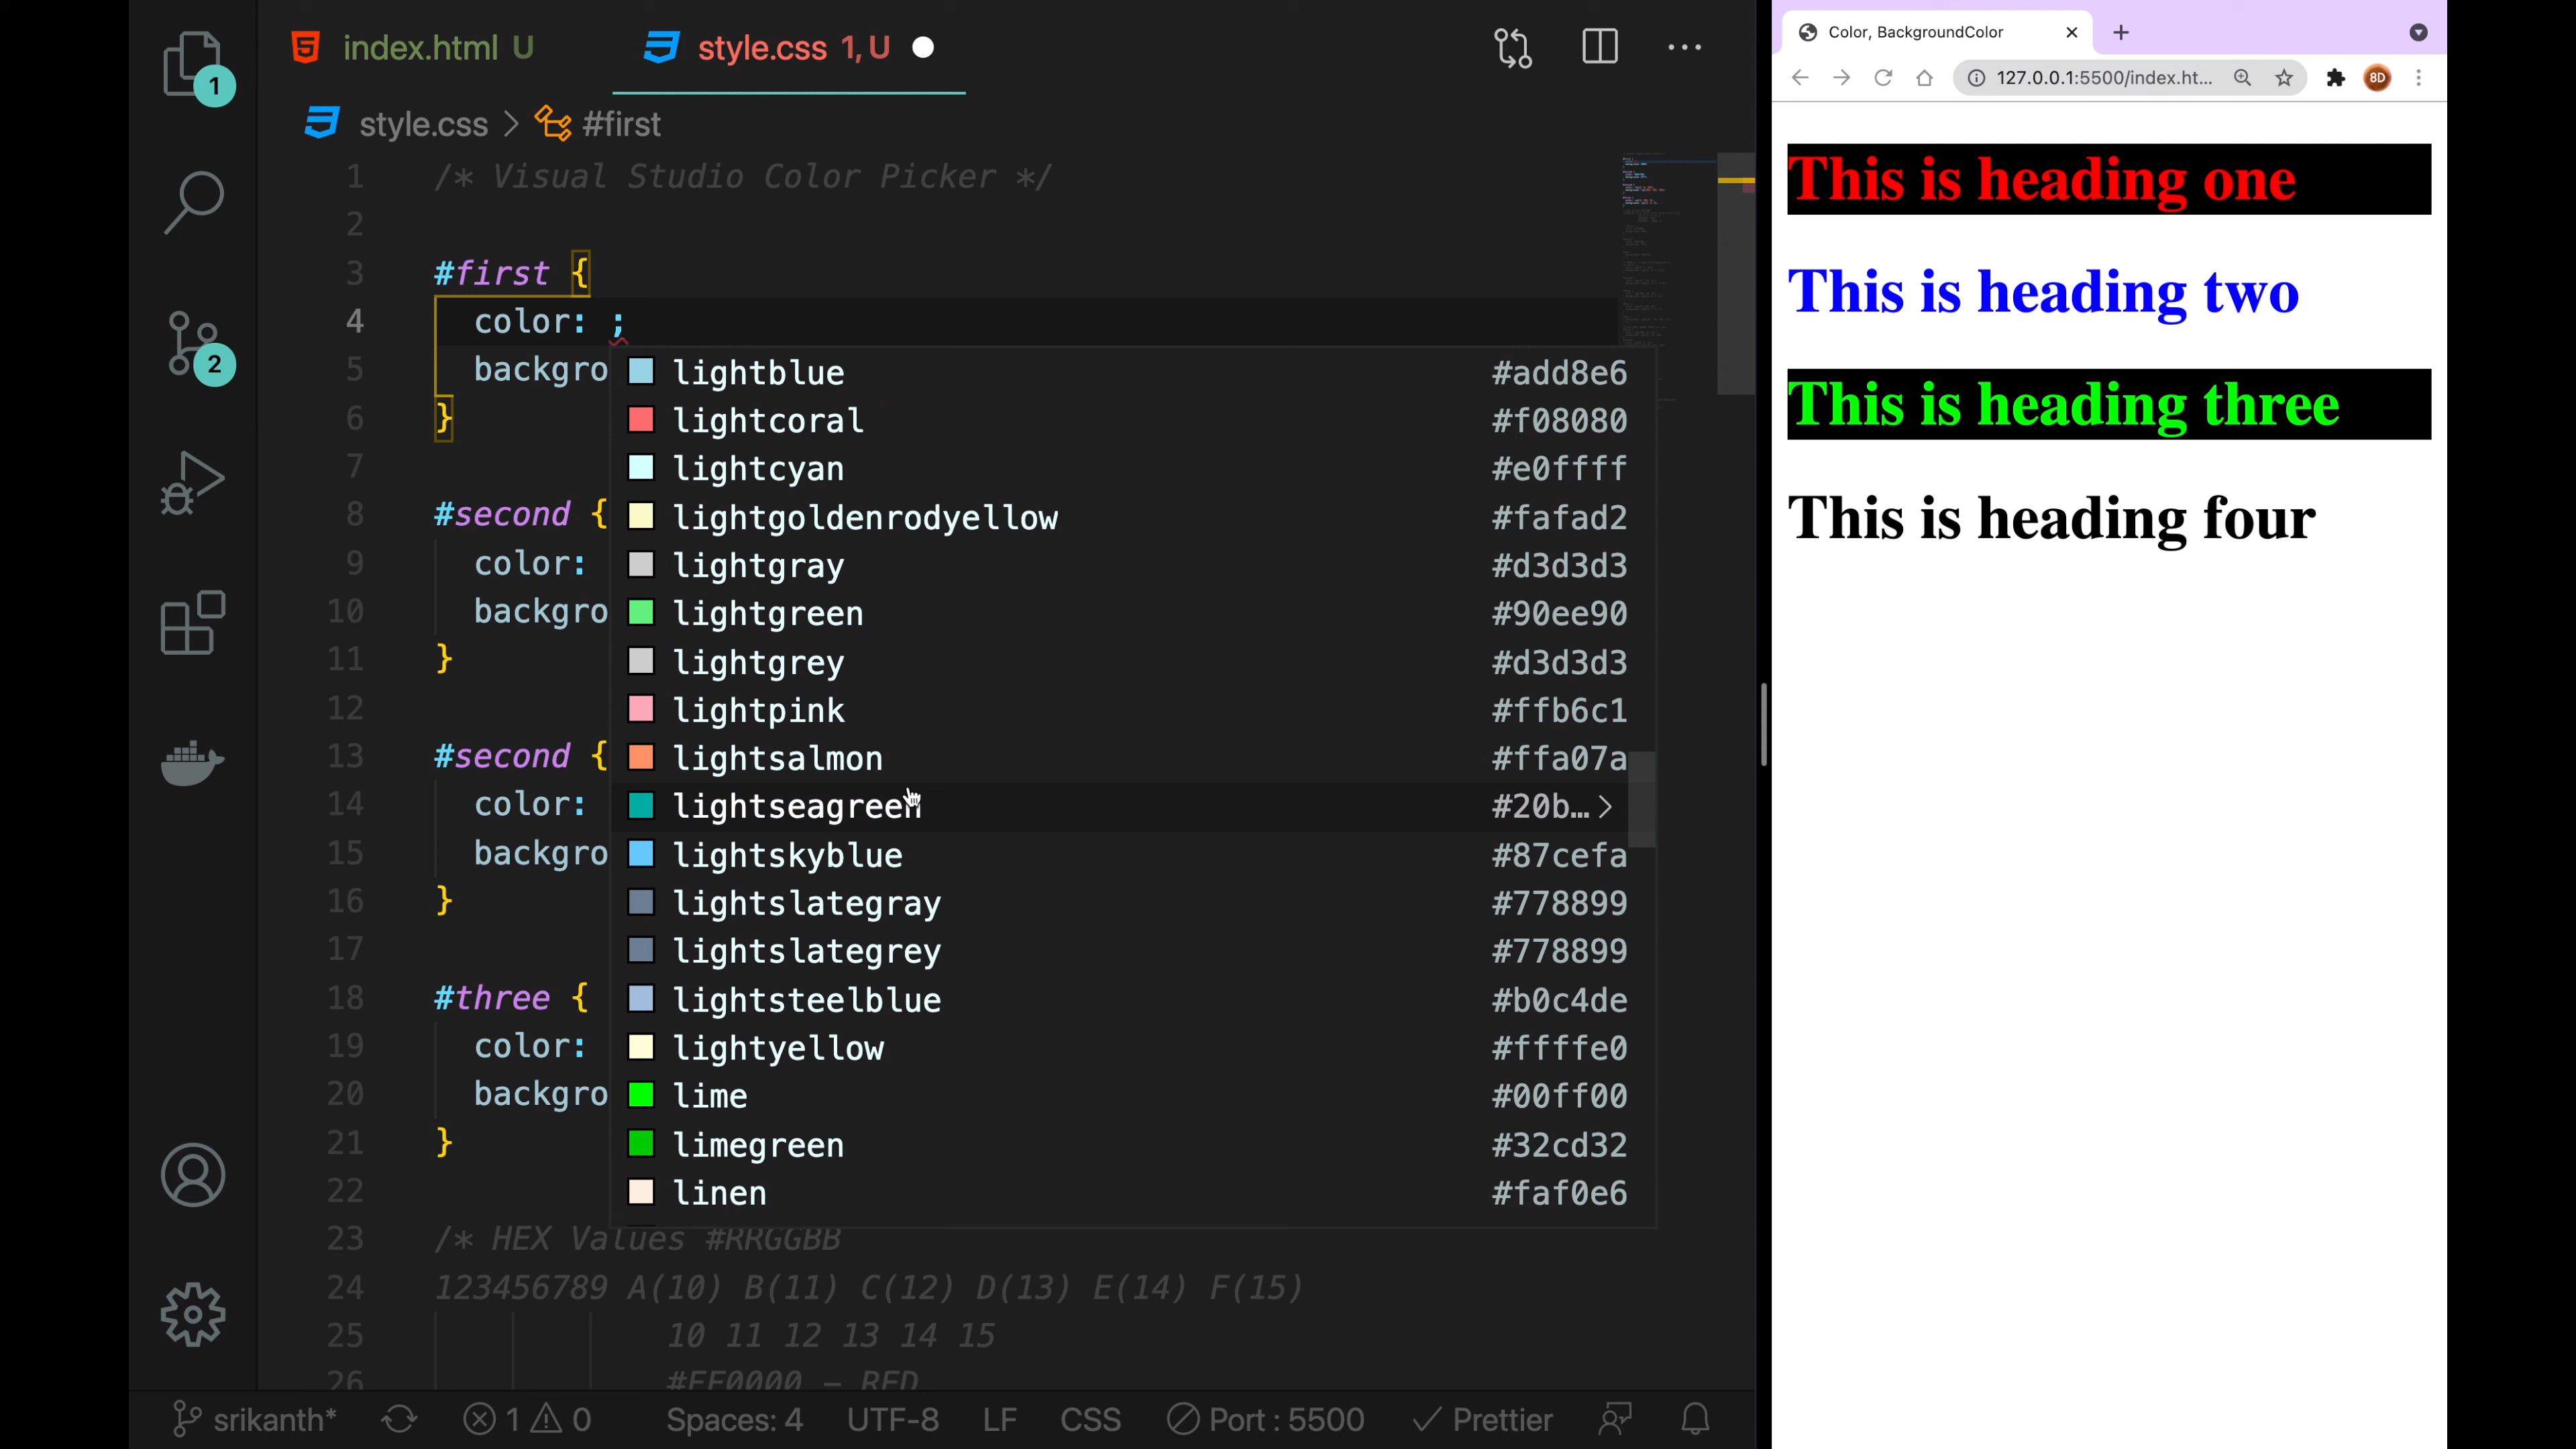 index.html U
style.css 1, U
style.css > #first
1 /* Visual Studio Color Picker */
2
3 #first {
4 color: ;
5 backgro
6 }
7
8 #second {
9 color:
10 backgro
11 }
12
13 #second {
14 color:
15 backgro
16 }
17
18 #three {
19 color:
20 backgro
21 }
22
23 /* HEX Values #RRGGBB
24 123456789 A(10) B(11) C(12) D(13) E(14) F(15)
25 10 11 12 13 14 15
26 #FF0000 – RED
lightblue #add8e6
lightcoral #f08080
lightcyan #e0ffff
lightgoldenrodyellow #fafad2
lightgray #d3d3d3
lightgreen #90ee90
lightgrey #d3d3d3
lightpink #ffb6c1
lightsalmon #ffa07a
lightseagreen #20b… >
lightskyblue #87cefa
lightslategray #778899
lightslategrey #778899
lightsteelblue #b0c4de
lightyellow #ffffe0
lime #00ff00
limegreen #32cd32
linen #faf0e6
1
2
srikanth* 1 0 Spaces: 4 UTF-8 LF CSS Port : 5500 Prettier
Color, BackgroundColor
127.0.0.1:5500/index.ht...
8D
This is heading one
This is heading two
This is heading three
This is heading four